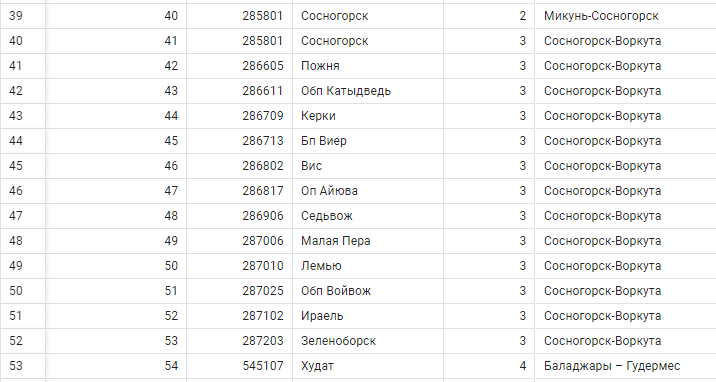 39 40 285801 Сосногорск 2 Микунь-Сосногорск
40 41 285801 Сосногорск 3 Сосногорск-Воркута
41 42 286605 Пожня 3 Сосногорск-Воркута
42 43 286611 Обп Катыдведь 3 Сосногорск-Воркута
43 44 286709 Керки 3 Сосногорск-Воркута
44 45 286713 Бп Виер 3 Сосногорск-Воркута
45 46 286802 Вис 3 Сосногорск-Воркута
46 47 286817 Оп Айюва 3 Сосногорск-Воркута
47 48 286906 Седьвож 3 Сосногорск-Воркута
48 49 287006 Малая Пера 3 Сосногорск-Воркута
49 50 287010 Лемью 3 Сосногорск-Воркута
50 51 287025 Обп Войвож 3 Сосногорск-Воркута
51 52 287102 Ираель 3 Сосногорск-Воркута
52 53 287203 Зеленоборск 3 Сосногорск-Воркута
53 54 545107 Худат 4 Баладжары – Гудермес